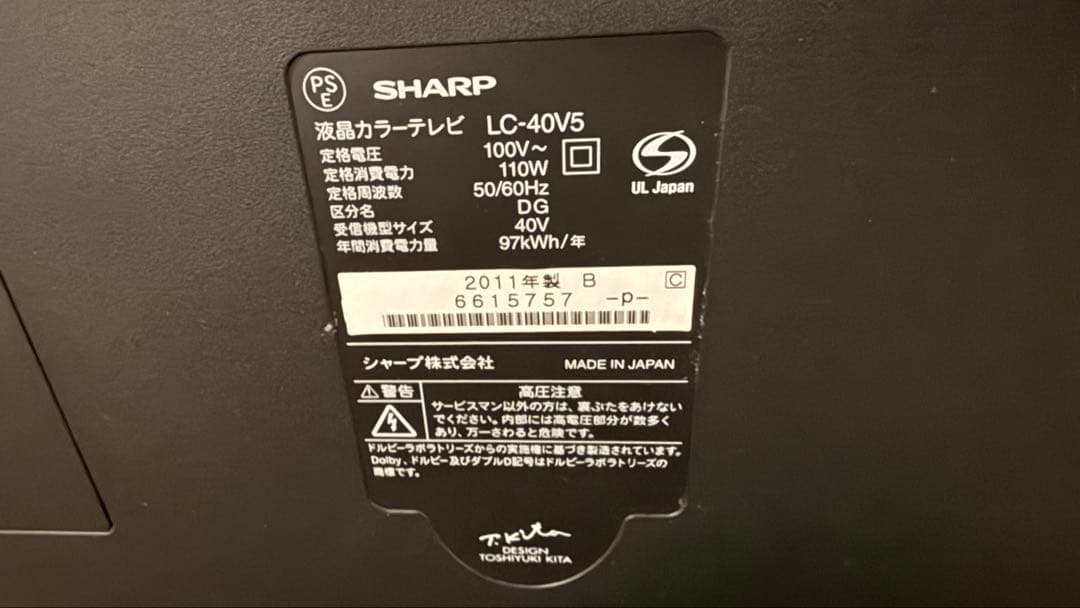 PS
E
SHARP
液晶カラーテレビ LC-40V5
定格電圧 100V～
定格消費電力 110W
定格周波数 50/60Hz
区分名 DG
受信機型サイズ 40V
年間消費電力量 97kWh/年
UL Japan
2011年製 B C
6615757 -p-
シャープ株式会社 MADE IN JAPAN
警告 高圧注意
サービスマン以外の方は、裏ぶたをあけない
でください。内部には高電圧部分が数多く
あり、万一さわると危険です。
ドルビーラボラトリーズからの実施権に基づき製造されています。
Dolby、ドルビー及びダブルD記号はドルビーラボラトリーズの
商標です。
T.Kita
DESIGN
TOSHIYUKI KITA